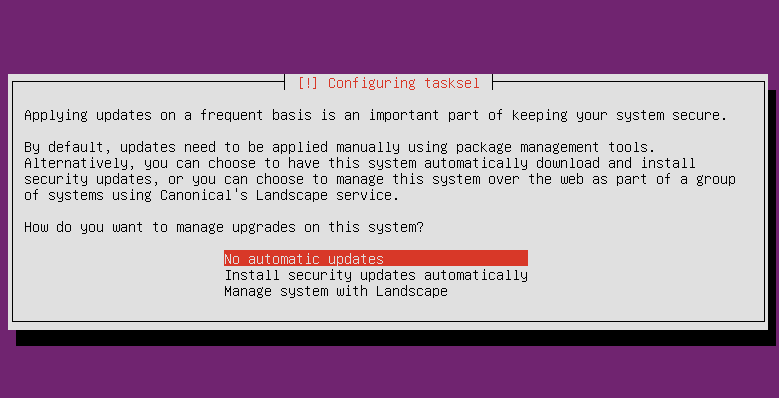 [!] Configuring tasksel
Applying updates on a frequent basis is an important part of keeping your system secure.
By default, updates need to be applied manually using package management tools.
Alternatively, you can choose to have this system automatically download and install
security updates, or you can choose to manage this system over the web as part of a group
of systems using Canonical's Landscape service.
How do you want to manage upgrades on this system?
No automatic updates
Install security updates automatically
Manage system with Landscape